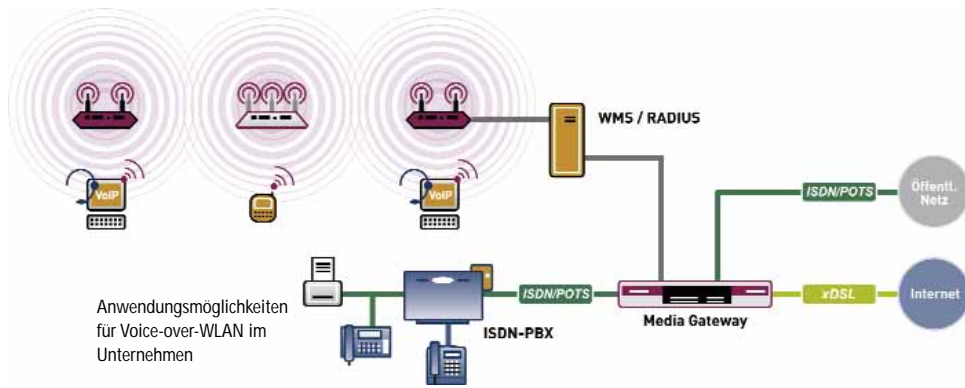 WMS / RADIUS
VoIP
VoIP
ISDN/POTS
Öffentl.
Netz
Anwendungsmöglichkeiten
für Voice-over-WLAN im
Unternehmen
ISDN-PBX
ISDN/POTS
Media Gateway
xDSL
Internet